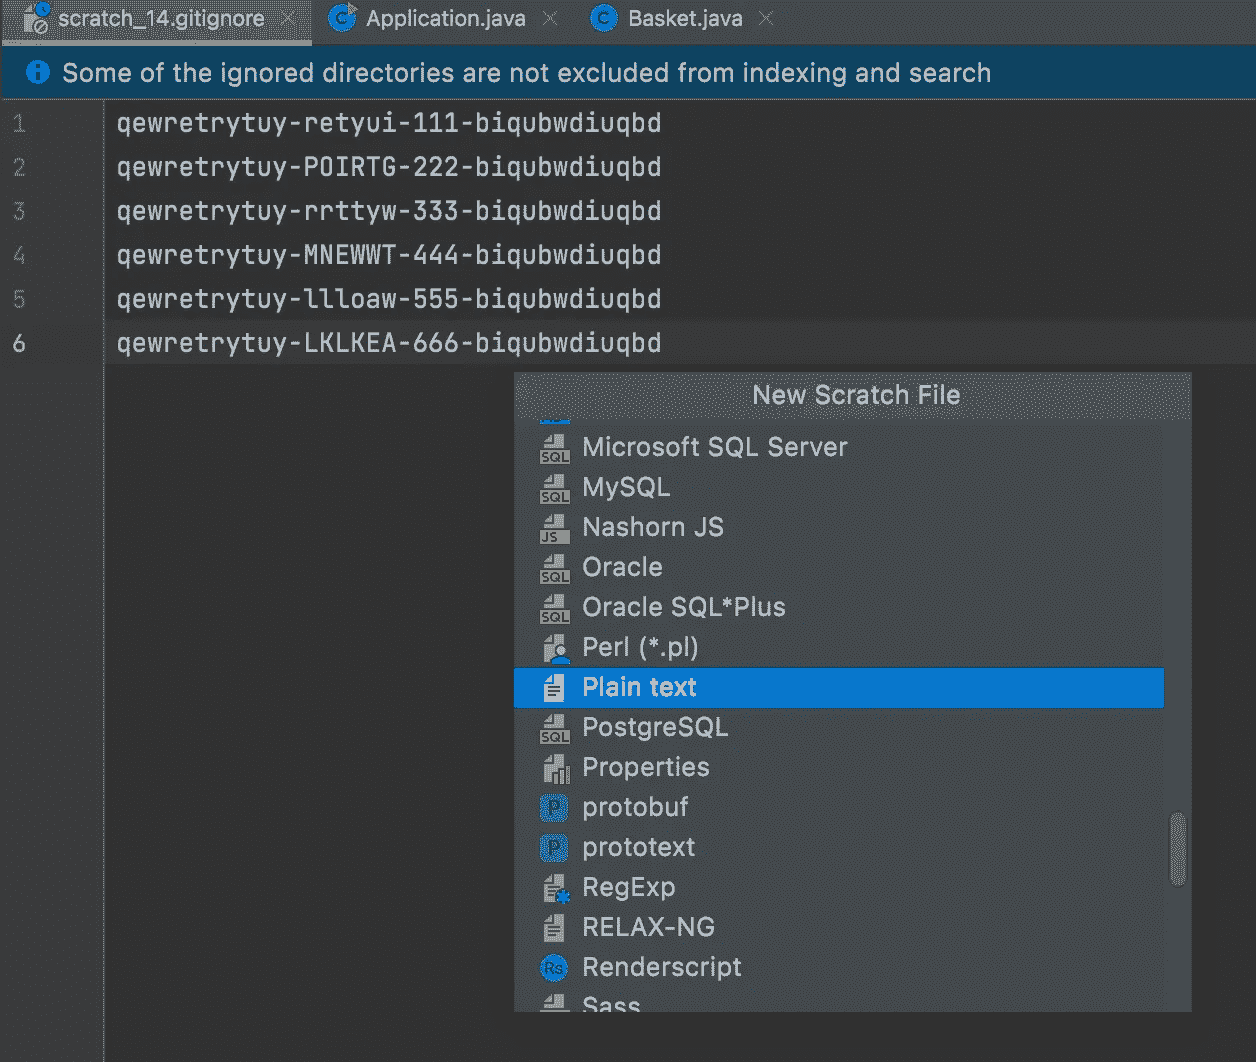 scratch_14.gitignore
Application.java
Basket.java
Some of the ignored directories are not excluded from indexing and search
1 qewretrytuy-retyui-111-biqubwdiuqbd
2 qewretrytuy-POIRTG-222-biqubwdiuqbd
3 qewretrytuy-rrttyw-333-biqubwdiuqbd
4 qewretrytuy-MNEWWT-444-biqubwdiuqbd
5 qewretrytuy-llloaw-555-biqubwdiuqbd
6 qewretrytuy-LKLKEA-666-biqubwdiuqbd
New Scratch File
SQL Microsoft SQL Server
SQL MySQL
JS Nashorn JS
SQL Oracle
SQL Oracle SQL*Plus
Perl (*.pl)
Plain text
SQL PostgreSQL
Properties
P protobuf
P prototext
RegExp
RELAX-NG
Rs Renderscript
Sass